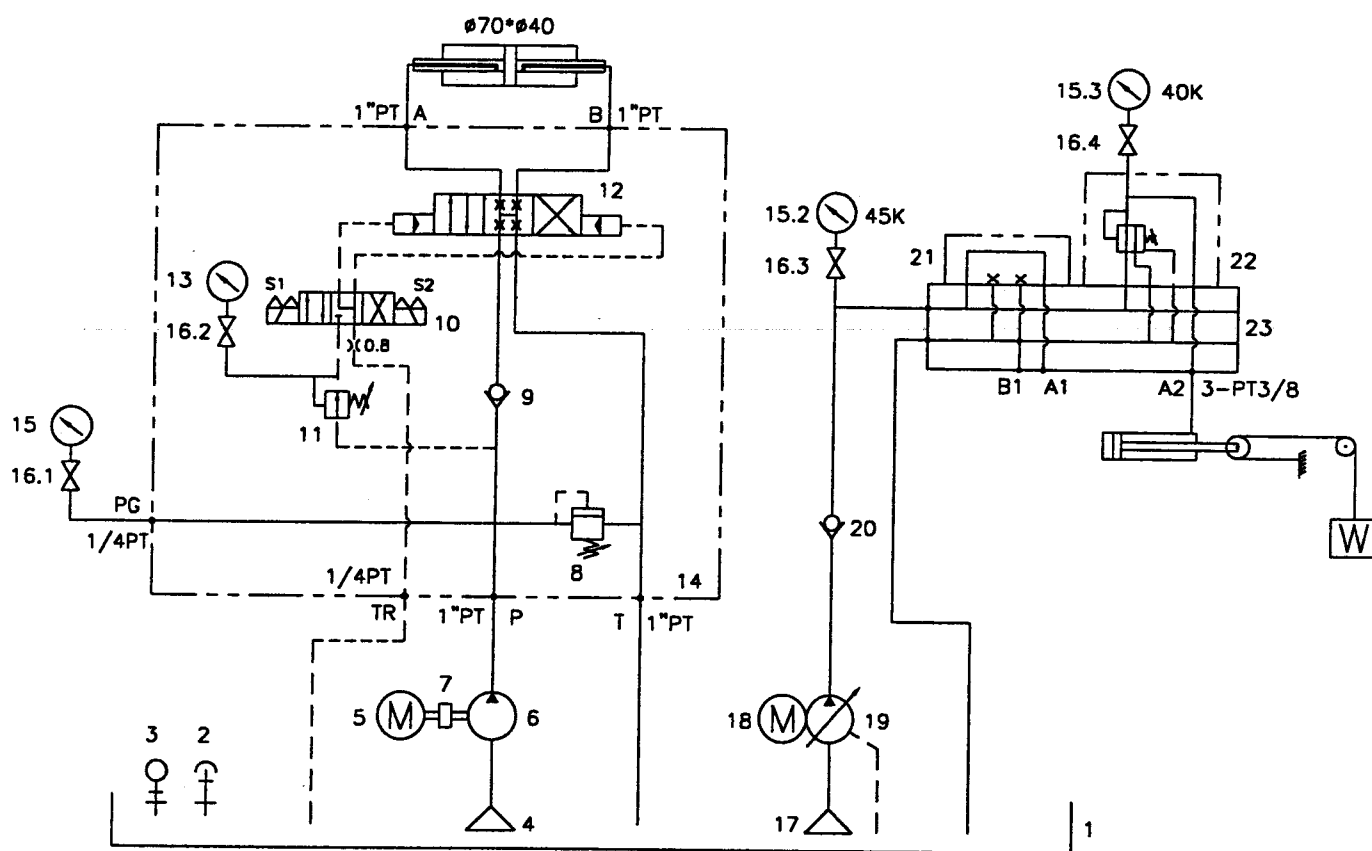 ø70*ø40
1"PT A B 1"PT
15.3 40K
16.4
12
15.2 45K
16.3
13
S1 S2
16.2
10
0.8
21 22
23
9
B1 A1 A2 3-PT3/8
11
15
16.1
PG
1/4PT
20
W
8
1/4PT
14
TR 1"PT P T 1"PT
7
5 M 6
18 M 19
3 2
4 17 1